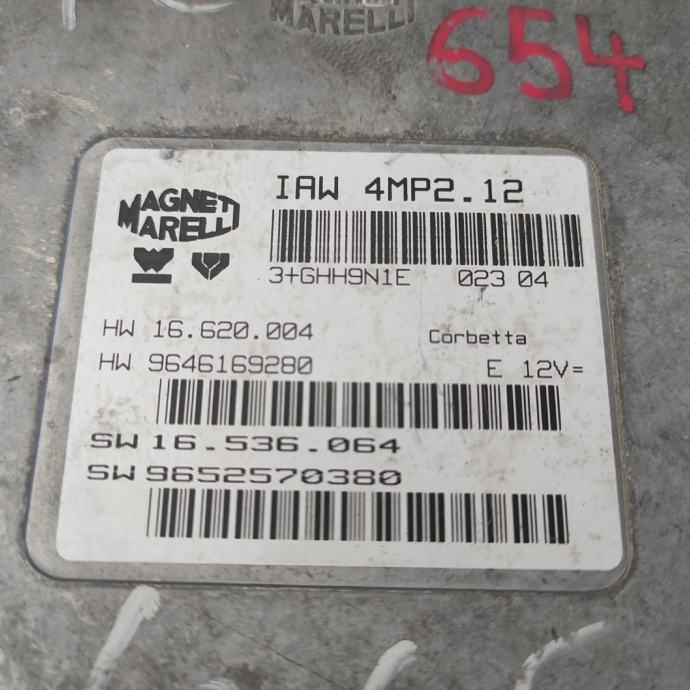 MAGNETI
MARELLI
654
MAGNETI
MARELLI
IAW 4MP2.12
3+GHH9N1E 023 04
HW 16.620.004 Corbetta
HW 9646169280 E 12V=
SW 16.536.064
SW 9652570380